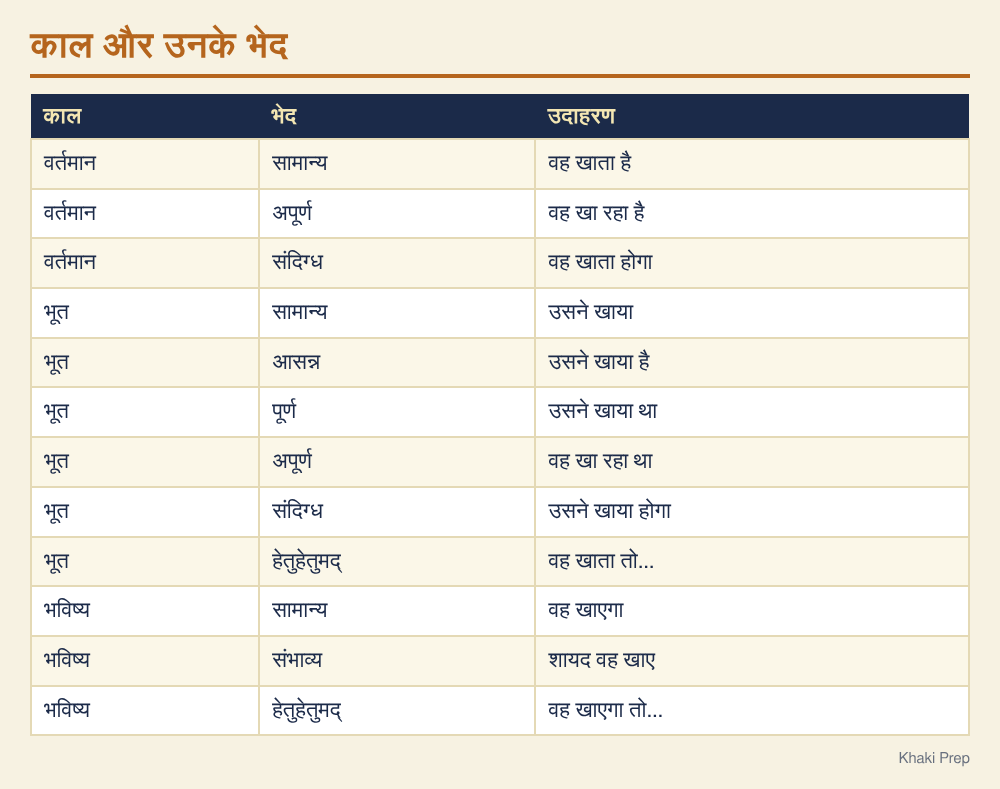 काल और उनके भेद
काल भेद उदाहरण
वर्तमान सामान्य वह खाता है
वर्तमान अपूर्ण वह खा रहा है
वर्तमान संदिग्ध वह खाता होगा
भूत सामान्य उसने खाया
भूत आसन्न उसने खाया है
भूत पूर्ण उसने खाया था
भूत अपूर्ण वह खा रहा था
भूत संदिग्ध उसने खाया होगा
भूत हेतुहेतुमद् वह खाता तो...
भविष्य सामान्य वह खाएगा
भविष्य संभाव्य शायद वह खाए
भविष्य हेतुहेतुमद् वह खाएगा तो...
Khaki Prep